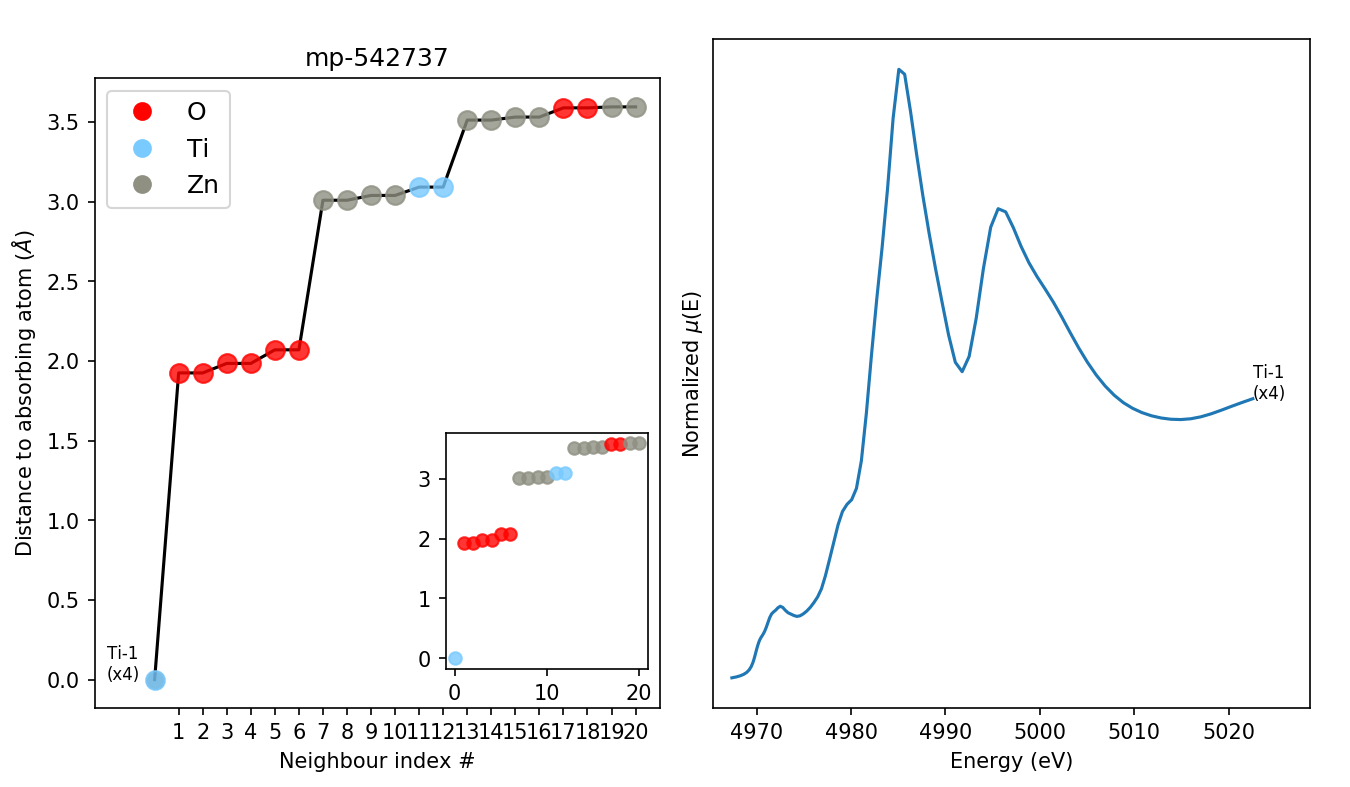 mp-542737
Distance to absorbing atom (Å)
3.5
3.0
2.5
2.0
1.5
1.0
0.5
0.0
O
Ti
Zn
Ti-1
(x4)
3
2
1
0
0 10 20
1 2 3 4 5 6 7 8 9 10 11 12 13 14 15 16 17 18 19 20
Neighbour index #
Normalized μ(E)
Ti-1
(x4)
4970 4980 4990 5000 5010 5020
Energy (eV)